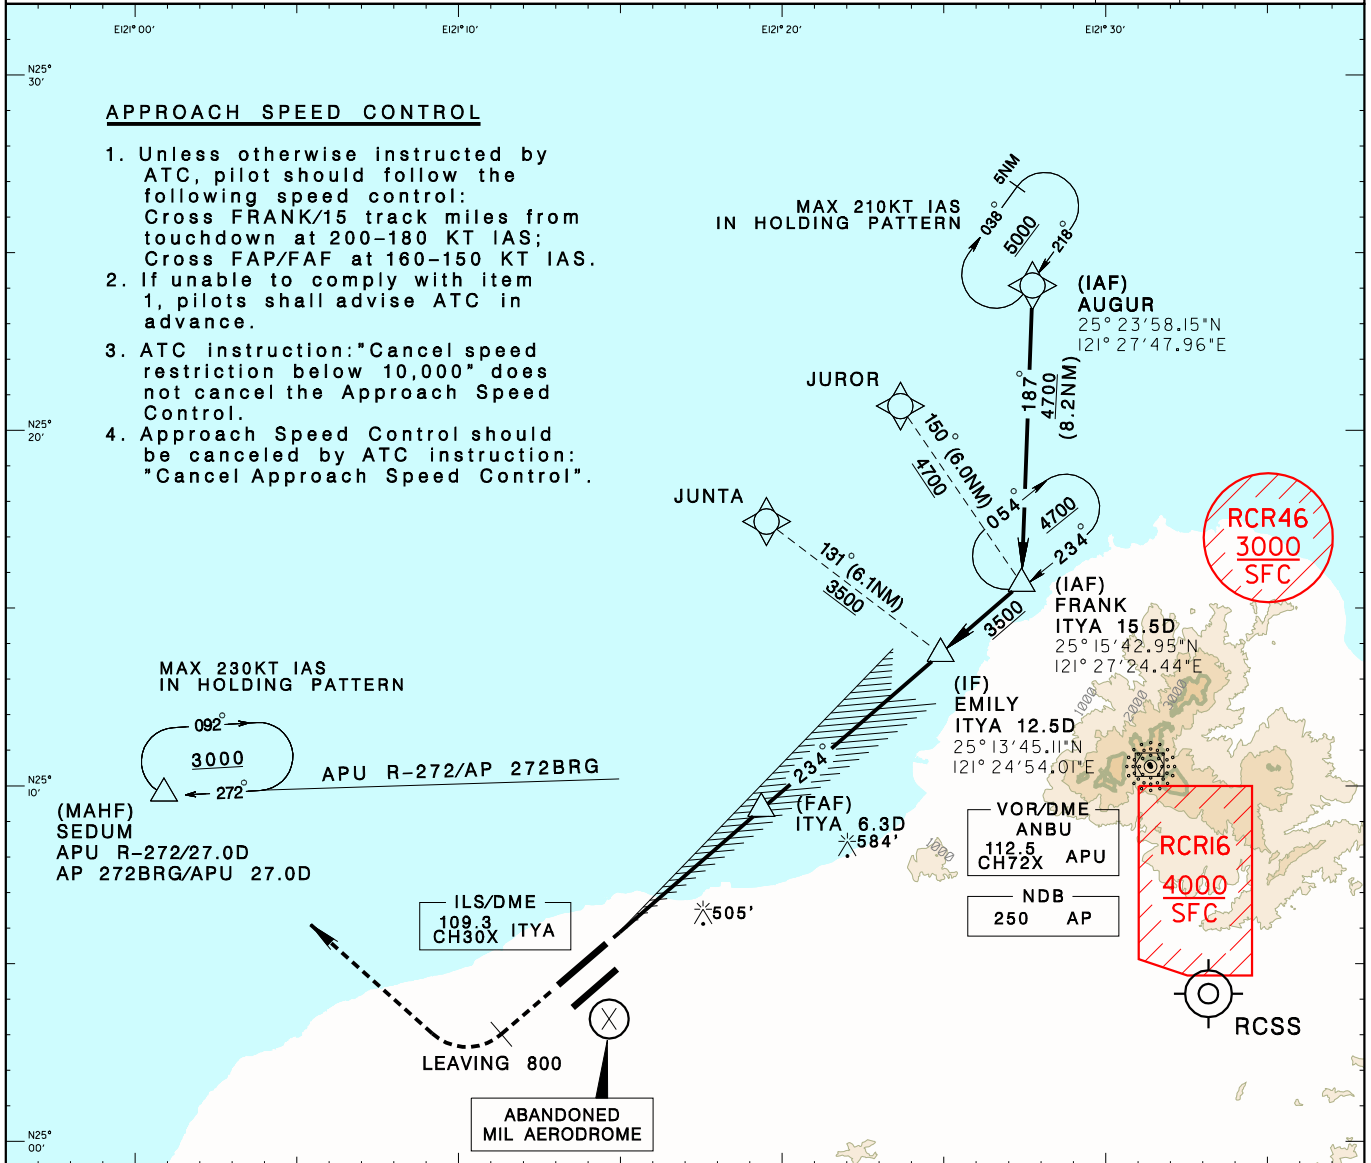 E121° 00'
E121° 10'
E121° 20'
E121° 30'
N25°
30'
APPROACH SPEED CONTROL
1. Unless otherwise instructed by
ATC, pilot should follow the
following speed control:
Cross FRANK/15 track miles from
touchdown at 200-180 KT IAS;
Cross FAP/FAF at 160-150 KT IAS.
2. If unable to comply with item
1, pilots shall advise ATC in
advance.
3. ATC instruction:"Cancel speed
restriction below 10,000" does
not cancel the Approach Speed
Control.
4. Approach Speed Control should
be canceled by ATC instruction:
"Cancel Approach Speed Control".
5NM
MAX 210KT IAS
IN HOLDING PATTERN
038°
5000
218°
(IAF)
AUGUR
25° 23'58.15"N
121° 27'47.96"E
187°
4700
(8.2NM)
JUROR
150° (6.0NM)
4700
N25°
20'
JUNTA
131° (6.1NM)
3500
054°
4700
234°
RCR46
3000
SFC
(IAF)
FRANK
ITYA 15.5D
25° 15'42.95"N
121° 27'24.44"E
3500
(IF)
EMILY
ITYA 12.5D
25° 13'45.11"N
121° 24'54.01"E
1000
2000
3000
MAX 230KT IAS
IN HOLDING PATTERN
092°
3000
272°
APU R-272/AP 272BRG
N25°
10'
(MAHF)
SEDUM
APU R-272/27.0D
AP 272BRG/APU 27.0D
234°
(FAF)
ITYA 6.3D
584'
505'
1000
VOR/DME
ANBU
112.5
CH72X
APU
NDB
250 AP
RCR16
4000
SFC
ILS/DME
109.3
CH30X
ITYA
RCSS
LEAVING 800
ABANDONED
MIL AERODROME
N25°
00'